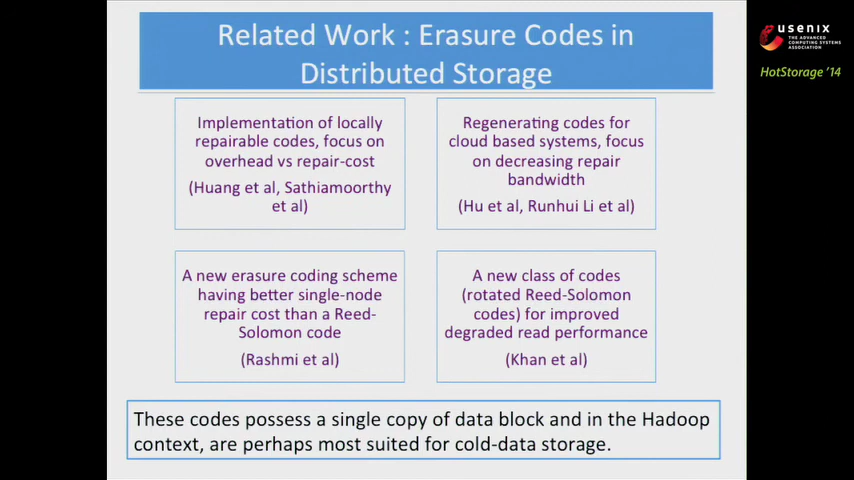 Related Work : Erasure Codes in
Distributed Storage
usenix
THE ADVANCED
COMPUTING SYSTEMS
ASSOCIATION
HotStorage '14
Implementation of locally
repairable codes, focus on
overhead vs repair-cost
(Huang et al, Sathiamoorthy
et al)
Regenerating codes for
cloud based systems, focus
on decreasing repair
bandwidth
(Hu et al, Runhui Li et al)
A new erasure coding scheme
having better single-node
repair cost than a Reed-
Solomon code
(Rashmi et al)
A new class of codes
(rotated Reed-Solomon
codes) for improved
degraded read performance
(Khan et al)
These codes possess a single copy of data block and in the Hadoop
context, are perhaps most suited for cold-data storage.